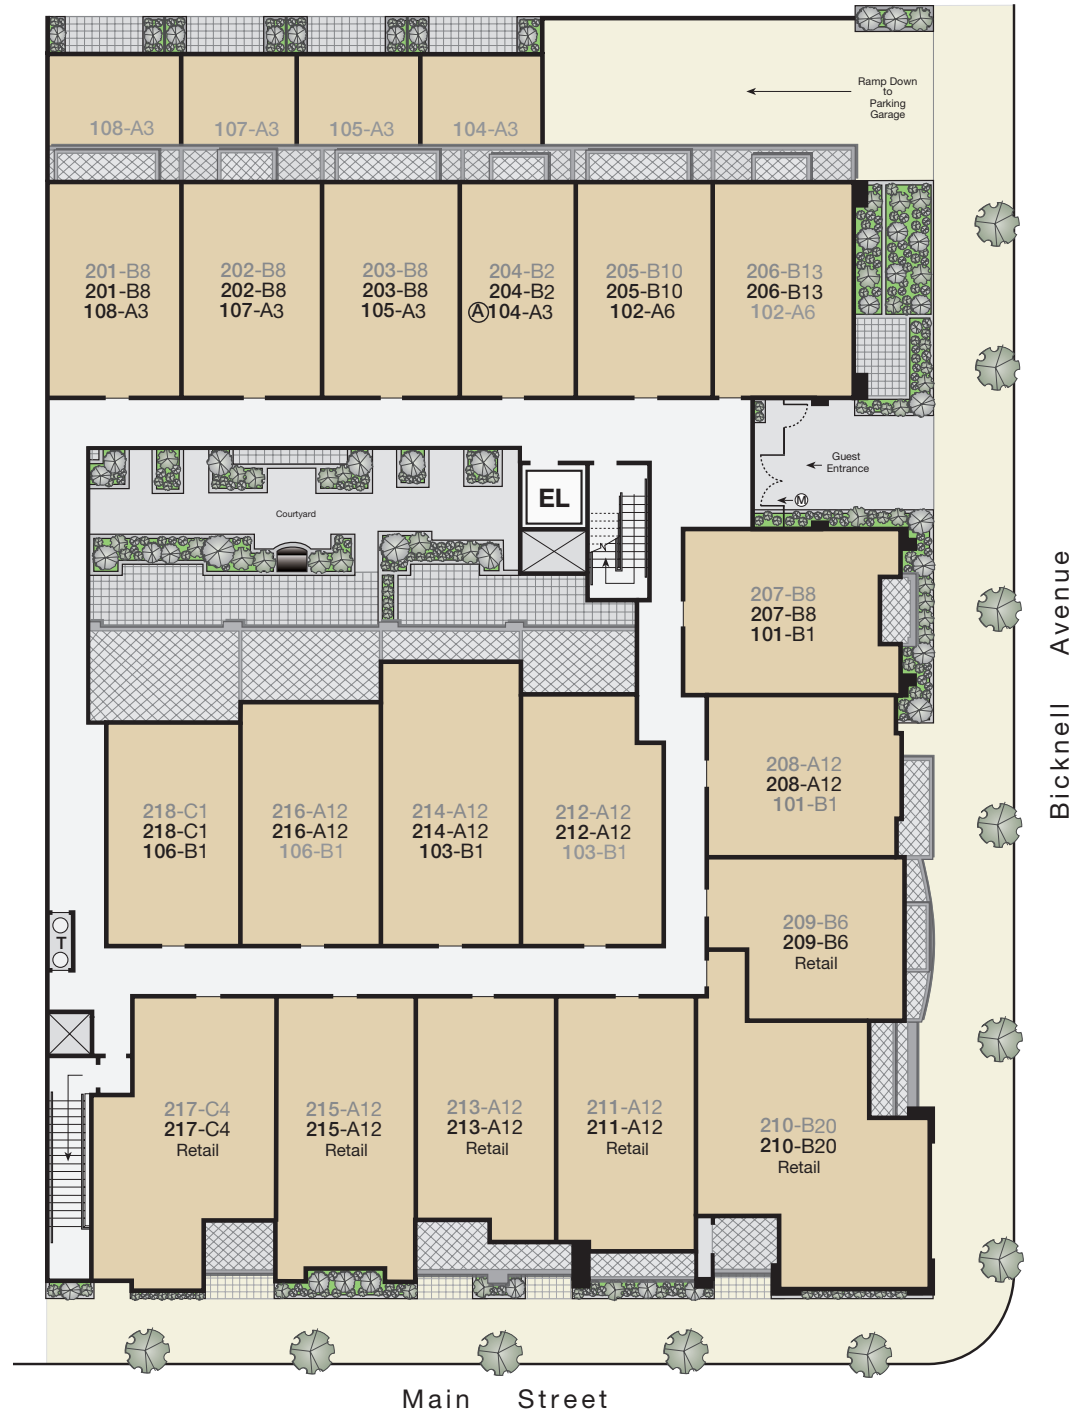 Ramp Down
to
Parking
Garage
108-A3
107-A3
105-A3
104-A3
201-B8
201-B8
108-A3
202-B8
202-B8
107-A3
203-B8
203-B8
105-A3
204-B2
204-B2
A 104-A3
205-B10
205-B10
102-A6
206-B13
206-B13
102-A6
Guest
Entrance
M
EL
Courtyard
207-B8
207-B8
101-B1
208-A12
208-A12
101-B1
218-C1
218-C1
106-B1
216-A12
216-A12
106-B1
214-A12
214-A12
103-B1
212-A12
212-A12
103-B1
209-B6
209-B6
Retail
T
217-C4
217-C4
Retail
215-A12
215-A12
Retail
213-A12
213-A12
Retail
211-A12
211-A12
Retail
210-B20
210-B20
Retail
Bicknell Avenue
Main Street